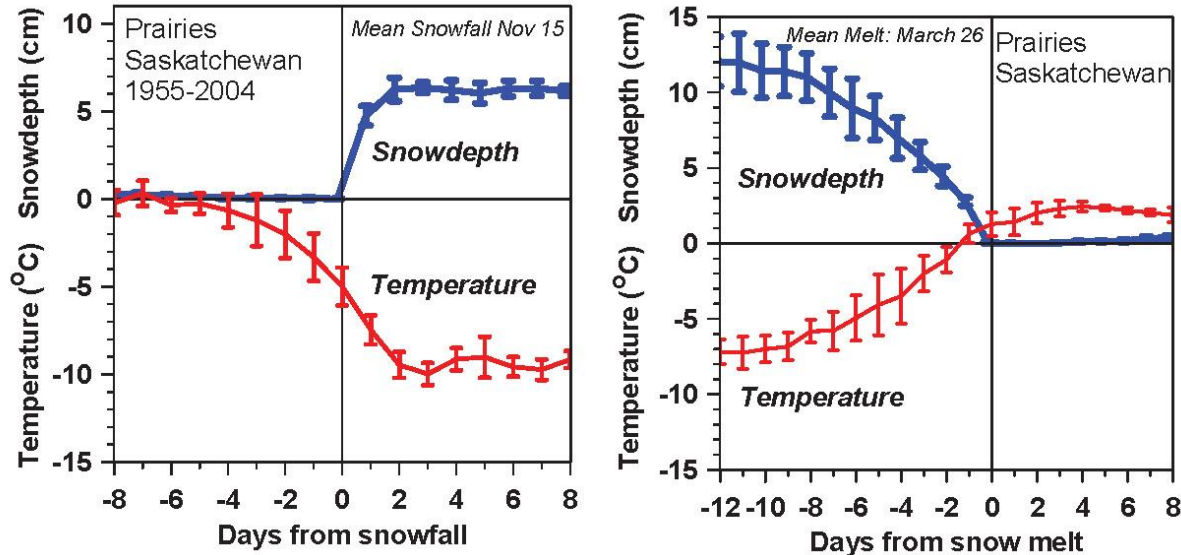 Snowdepth (cm)
Temperature (°C)
10
5
0
-5
-10
-15
Prairies
Saskatchewan
1955-2004
Mean Snowfall Nov 15
Snowdepth
Temperature
-8 -6 -4 -2 0 2 4 6 8
Days from snowfall
Snowdepth (cm)
Temperature (°C)
15
10
5
0
-5
-10
-15
Mean Melt: March 26
Prairies
Saskatchewan
Snowdepth
Temperature
-12 -10 -8 -6 -4 -2 0 2 4 6 8
Days from snow melt